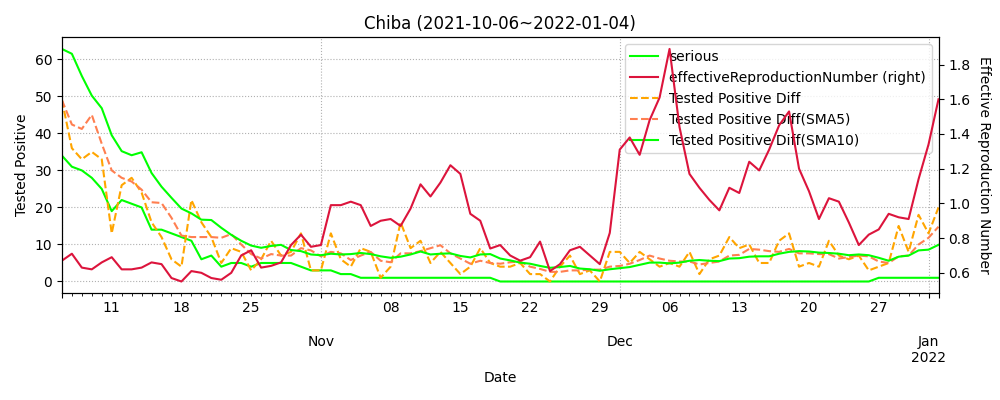 Chiba (2021-10-06~2022-01-04)
serious
effectiveReproductionNumber (right)
Tested Positive Diff
Tested Positive Diff(SMA5)
Tested Positive Diff(SMA10)
Tested Positive
60
50
40
30
20
10
0
Effective Reproduction Number
1.8
1.6
1.4
1.2
1.0
0.8
0.6
11 18 25 08 15 22 29 06 13 20 27
Nov Dec Jan
2022
Date